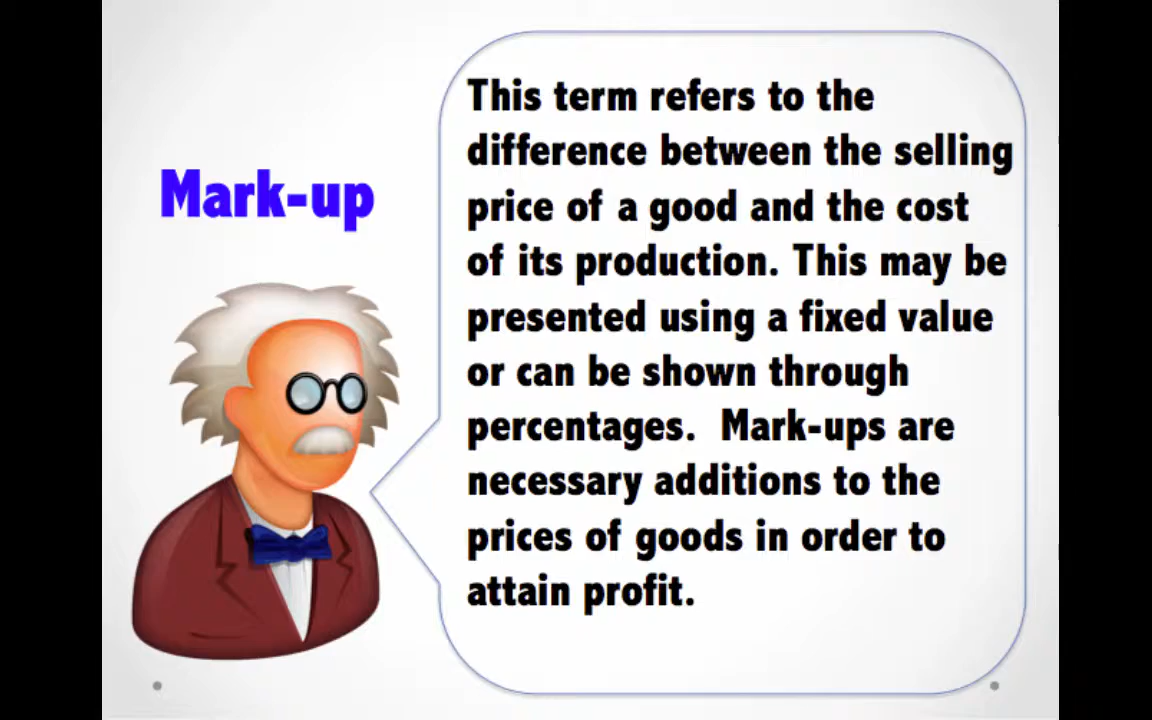 Mark-up
This term refers to the
difference between the selling
price of a good and the cost
of its production. This may be
presented using a fixed value
or can be shown through
percentages.  Mark-ups are
necessary additions to the
prices of goods in order to
attain profit.